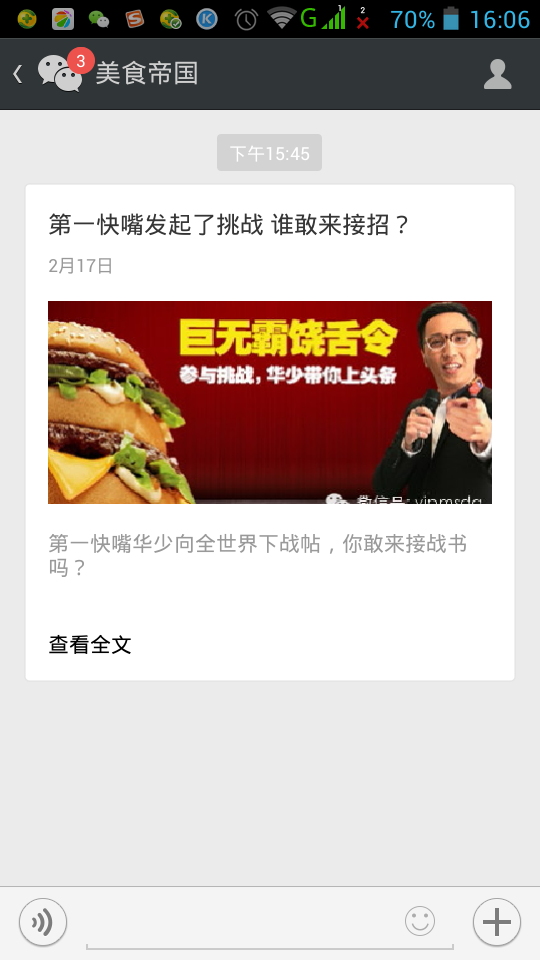 1
2
70%
16:06
3
美食帝国
下午15:45
第一快嘴发起了挑战 谁敢来接招？
2月17日
巨无霸饶舌令
参与挑战，华少带你上头条
微信号: vipmsdg
第一快嘴华少向全世界下战帖，你敢来接战书
吗？
查看全文